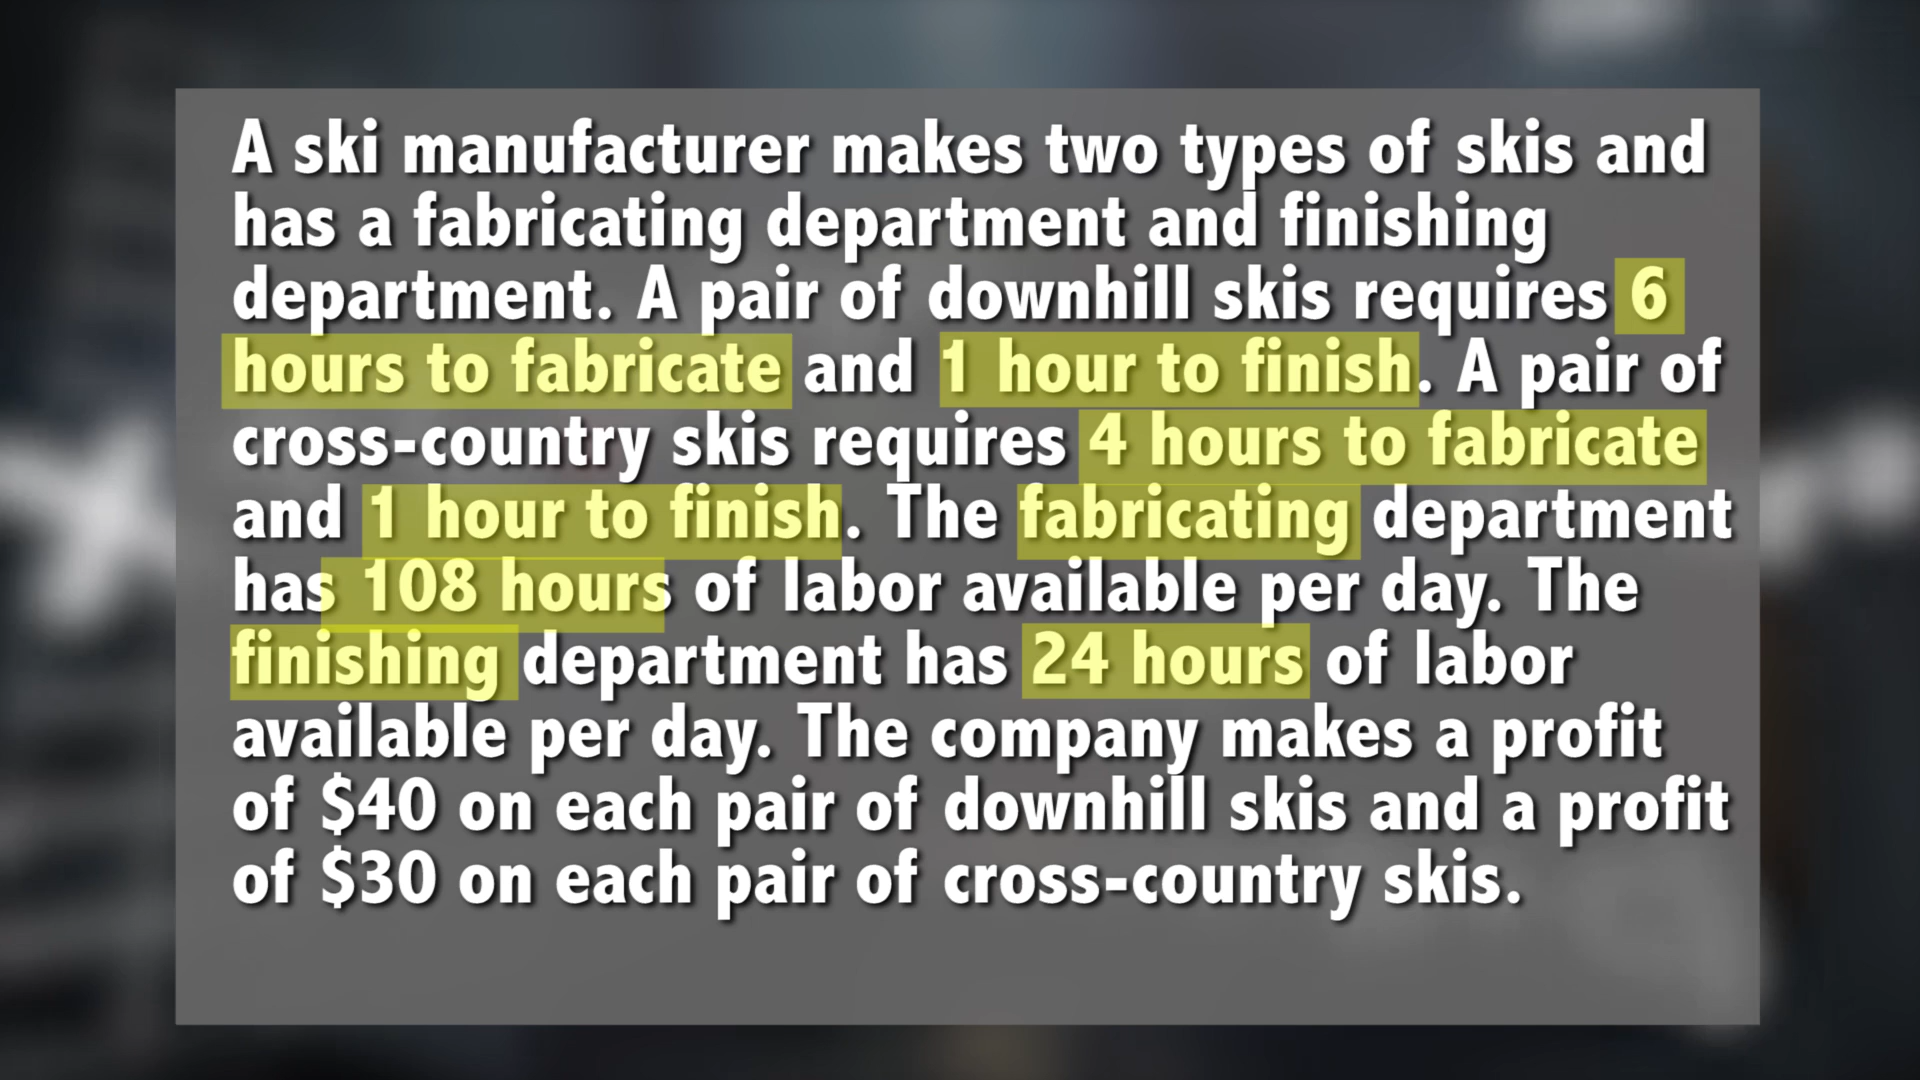 A ski manufacturer makes two types of skis and
has a fabricating department and finishing
department. A pair of downhill skis requires 6
hours to fabricate and 1 hour to finish. A pair of
cross-country skis requires 4 hours to fabricate
and 1 hour to finish. The fabricating department
has 108 hours of labor available per day. The
finishing department has 24 hours of labor
available per day. The company makes a profit
of $40 on each pair of downhill skis and a profit
of $30 on each pair of cross-country skis.